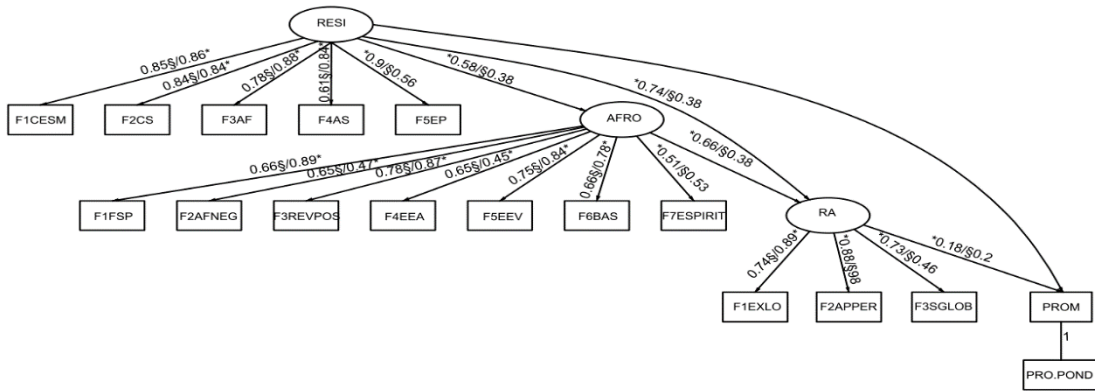 RESI
0.85§/0.86*
0.84§/0.84*
0.78§/0.88*
0.61§/0.84*
*0.9/§0.56
*0.58/§0.38
*0.74/§0.38
F1CESM
F2CS
F3AF
F4AS
F5EP
AFRO
0.66§/0.89*
0.65§/0.47*
0.78§/0.87*
0.65§/0.45*
0.75§/0.84*
0.66§/0.78*
*0.51/§0.53
*0.66/§0.38
F1FSP
F2AFNEG
F3REVPOS
F4EEA
F5EEV
F6BAS
F7ESPIRIT
RA
0.74§/0.89*
*0.88/§98
*0.73/§0.46
*0.18/§0.2
F1EXLO
F2APPER
F3SGLOB
PROM
1
PRO.POND